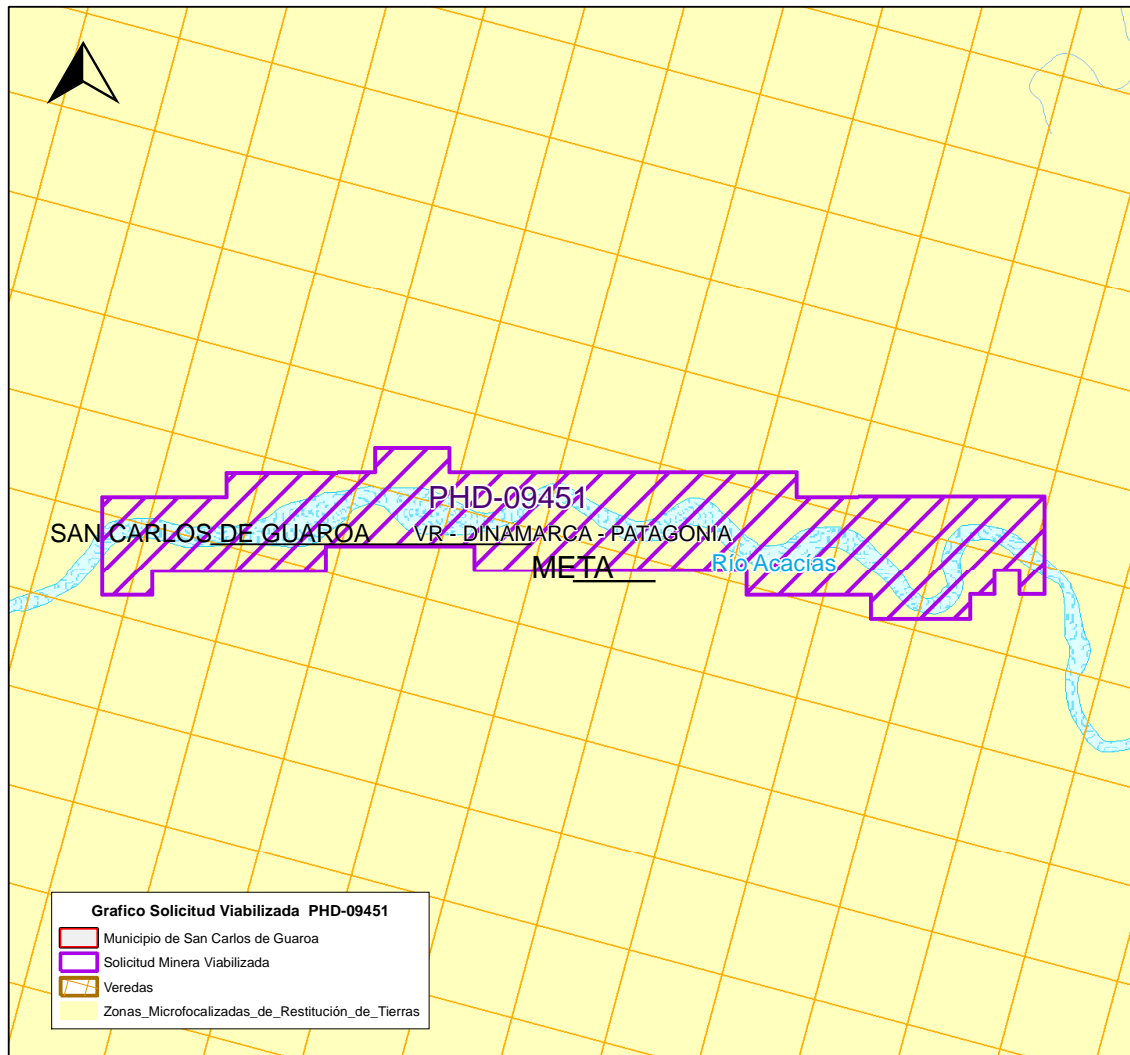 PHD-09451
SAN CARLOS DE GUAROA
VR - DINAMARCA - PATAGONIA
META
Río Acacías
Grafico Solicitud Viabilizada PHD-09451
Municipio de San Carlos de Guaroa
Solicitud Minera Viabilizada
Veredas
Zonas_Microfocalizadas_de_Restitución_de_Tierras